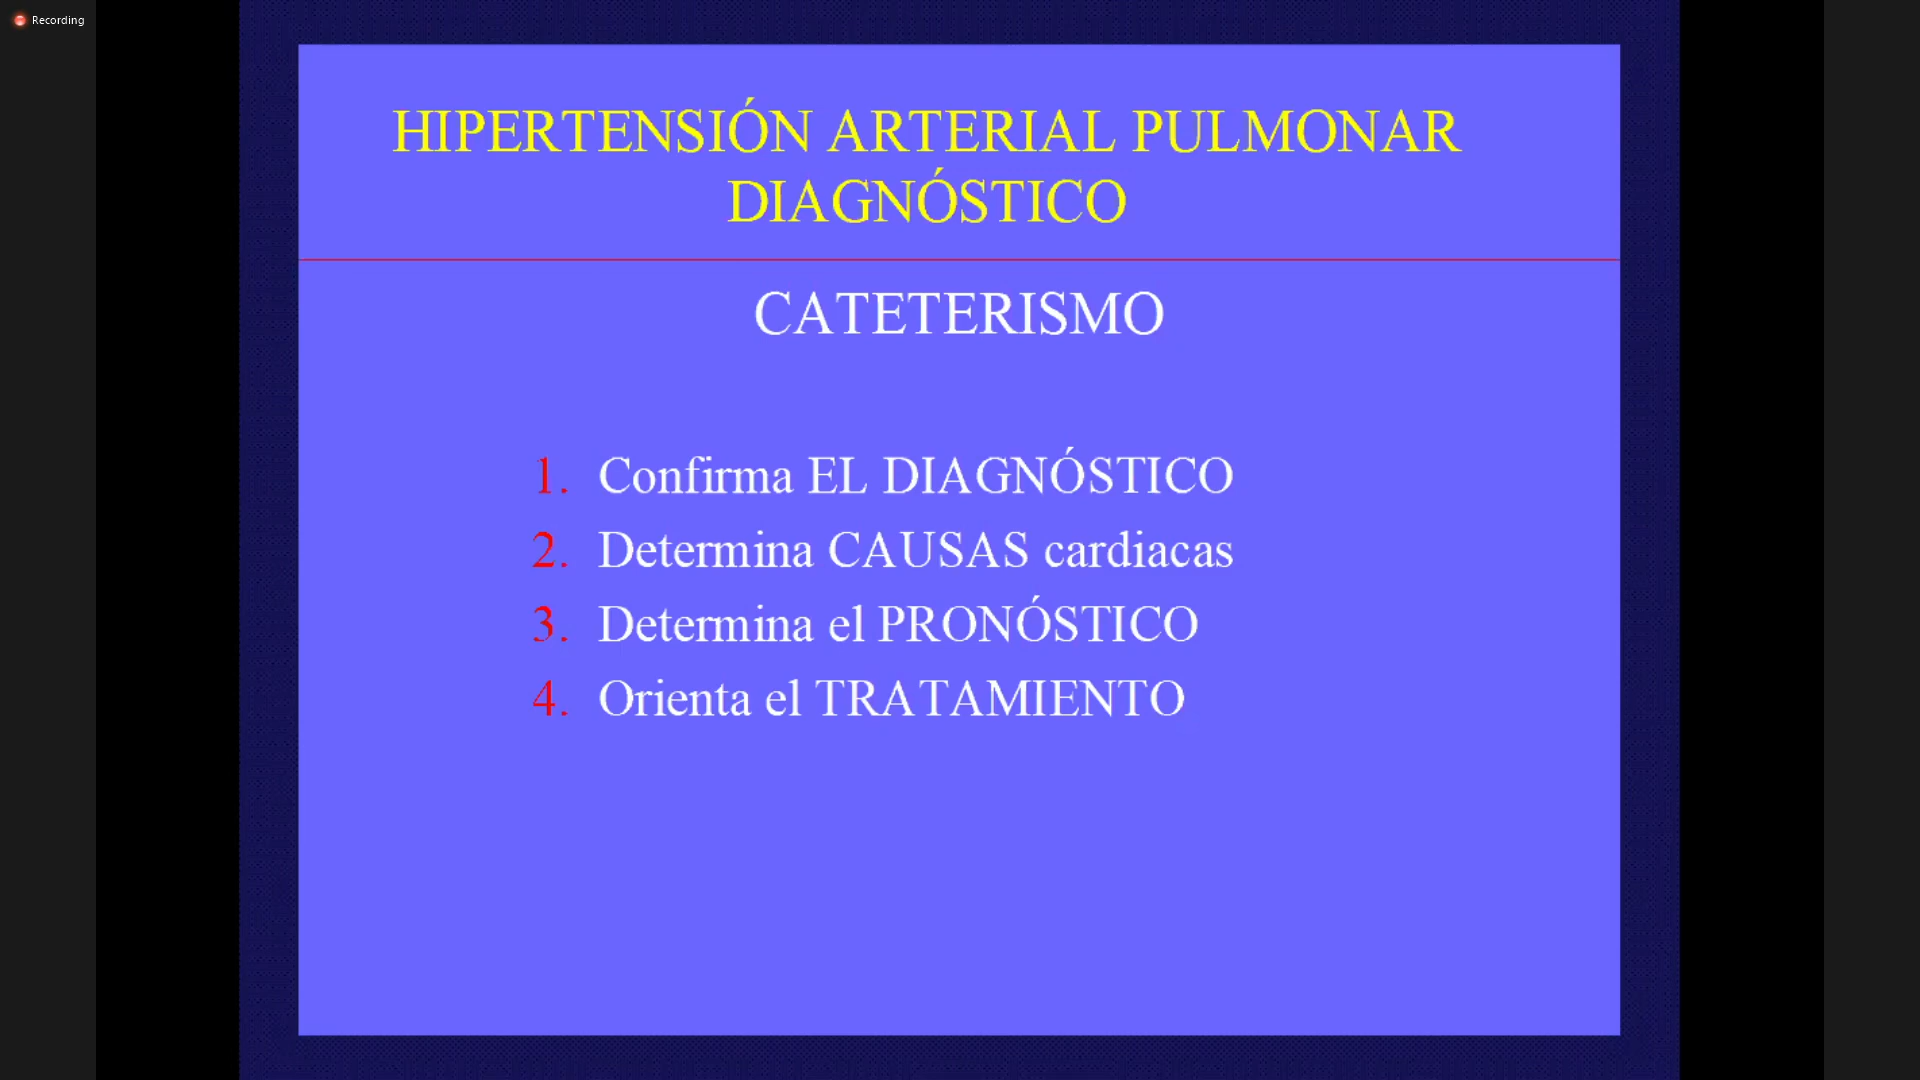 Recording
HIPERTENSIÓN ARTERIAL PULMONAR
DIAGNÓSTICO
CATETERISMO
1. Confirma EL DIAGNÓSTICO
2. Determina CAUSAS cardiacas
3. Determina el PRONÓSTICO
4. Orienta el TRATAMIENTO